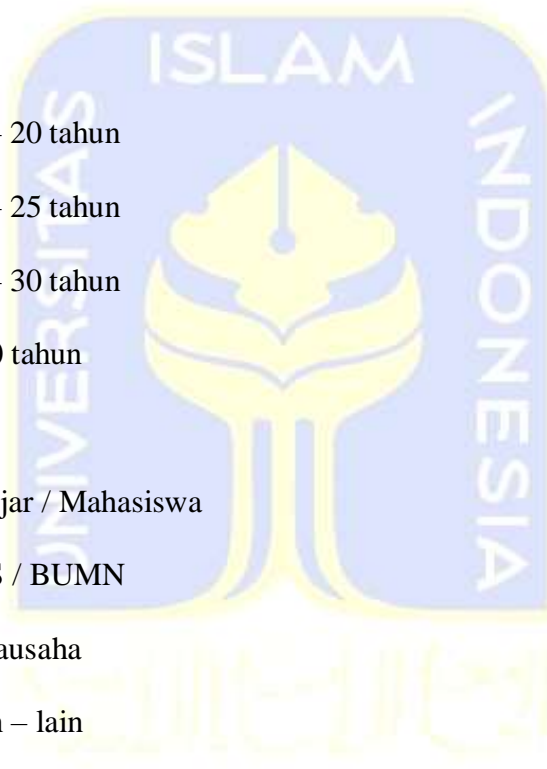 ISLAM
UNIVERSITAS
INDONESIA
– 20 tahun
– 25 tahun
– 30 tahun
tahun
jar / Mahasiswa
/ BUMN
ausaha
– lain